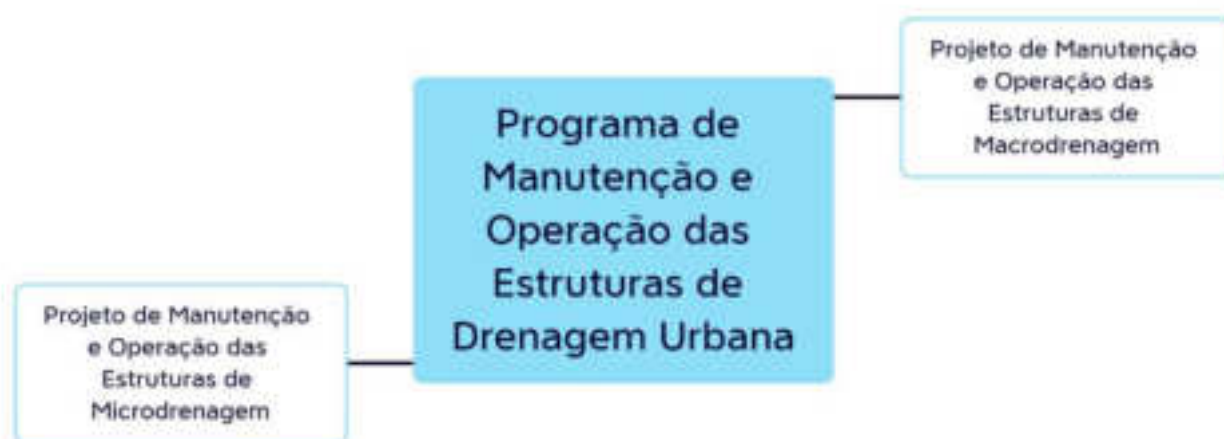 Projeto de Manutenção
e Operação das
Estruturas de
Macrodrenagem
Programa de
Manutenção e
Operação das
Estruturas de
Drenagem Urbana
Projeto de Manutenção
e Operação das
Estruturas de
Microdrenagem